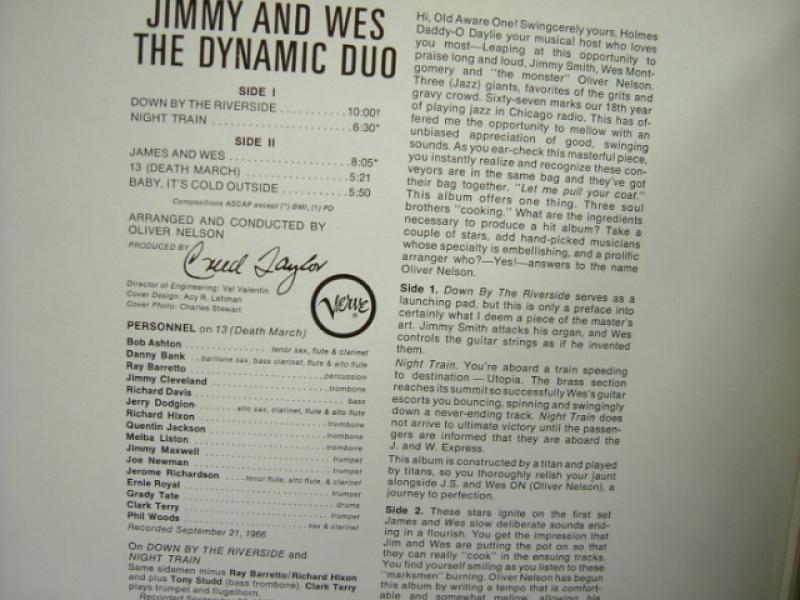 JIMMY AND WES
THE DYNAMIC DUO
SIDE I
DOWN BY THE RIVERSIDE . . . . . . . . . . 10:00†
NIGHT TRAIN . . . . . . . . . . . . . . . . . . 6:30*
SIDE II
JAMES AND WES . . . . . . . . . . . . . . . 8:05*
13 (DEATH MARCH) . . . . . . . . . . . . . 5:21
BABY, IT'S COLD OUTSIDE . . . . . . . . 5:50
Compositions ASCAP except (*) BMI, (†) PD
ARRANGED AND CONDUCTED BY
OLIVER NELSON
PRODUCED BY Creed Taylor
Director of Engineering: Val Valentin
Cover Design: Acy R. Lehman
Cover Photo: Charles Stewart
Verve
PERSONNEL on 13 (Death March)
Bob Ashton . . . . . . . . tenor sax, flute & clarinet
Danny Bank . . baritone sax, bass clarinet, flute & alto flute
Ray Barretto . . . . . . . . percussion
Jimmy Cleveland . . . . . . . . trombone
Richard Davis . . . . . . . . bass
Jerry Dodgion . . . . alto sax, clarinet, flute & alto flute
Richard Hixon . . . . . . . . trombone
Quentin Jackson . . . . . . . . trombone
Melba Liston . . . . . . . . trombone
Jimmy Maxwell . . . . . . . . trumpet
Joe Newman . . . . . . . . trumpet
Jerome Richardson . . . . tenor flute, alto flute, & clarinet
Ernie Royal . . . . . . . . trumpet
Grady Tate . . . . . . . . drums
Clark Terry . . . . . . . . trumpet
Phil Woods . . . . . . . . sax & clarinet
Recorded September 21, 1966
On DOWN BY THE RIVERSIDE and
NIGHT TRAIN
Same sidemen minus Ray Barretto/Richard Hixon
and plus Tony Studd (bass trombone). Clark Terry
plays trumpet and flugelhorn.
Recorded September
Hi, Old Aware One! Swingcerely yours, Holmes
Daddy-O Daylie your musical host who loves
you most—Leaping at this opportunity to
praise long and loud, Jimmy Smith, Wes Mont-
gomery and "the monster" Oliver Nelson.
Three (Jazz) giants, favorites of the grits and
gravy crowd. Sixty-seven marks our 18th year
of playing jazz in Chicago radio. This has of-
fered me the opportunity to mellow with an
unbiased appreciation of good, swinging
sounds. As you ear-check this masterful piece,
you instantly realize and recognize these con-
veyors are in the same bag and they've got
their bag together. "Let me pull your coat."
This album offers one thing. Three soul
brothers "cooking." What are the ingredients
necessary to produce a hit album? Take a
couple of stars, add hand-picked musicians
whose specialty is embellishing, and a prolific
arranger who?—Yes!—answers to the name
Oliver Nelson.
Side 1. Down By The Riverside serves as a
launching pad, but this is only a preface into
certainly what I deem a piece of the master's
art. Jimmy Smith attacks his organ, and Wes
controls the guitar strings as if he invented
them.
Night Train. You're aboard a train speeding
to destination — Utopia. The brass section
reaches its summit so successfully Wes's guitar
escorts you bouncing, spinning and swingingly
down a never-ending track. Night Train does
not arrive to ultimate victory until the passen-
gers are informed that they are aboard the
J. and W. Express.
This album is constructed by a titan and played
by titans, so you thoroughly relish your jaunt
alongside J.S. and Wes ON (Oliver Nelson), a
journey to perfection.
Side 2. These stars ignite on the first set
James and Wes slow deliberate sounds end-
ing in a flourish. You get the impression that
Jim and Wes are putting the pot on so that
they can really "cook" in the ensuing tracks.
You find yourself smiling as you listen to these
"marksmen" burning. Oliver Nelson has begun
this album by writing a tempo that is comfort-
able and somewhat mellow, allowing his